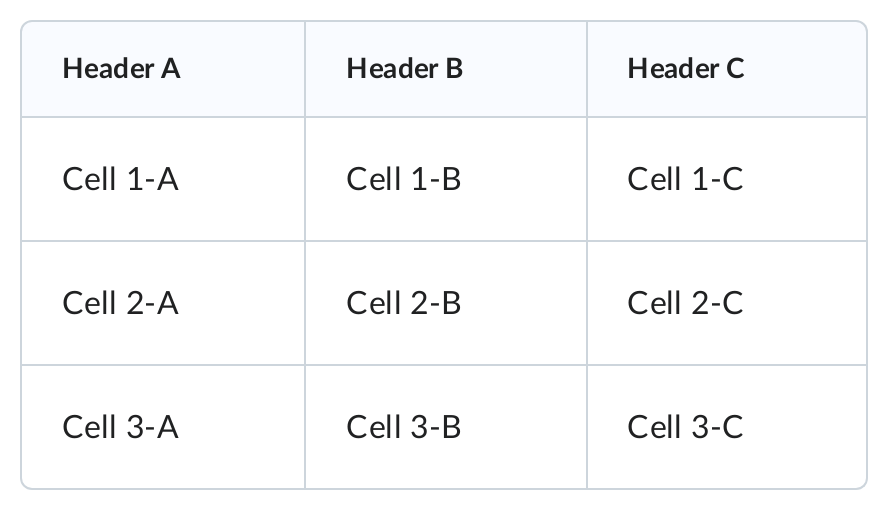 Header A Header B Header C
Cell 1-A Cell 1-B Cell 1-C
Cell 2-A Cell 2-B Cell 2-C
Cell 3-A Cell 3-B Cell 3-C